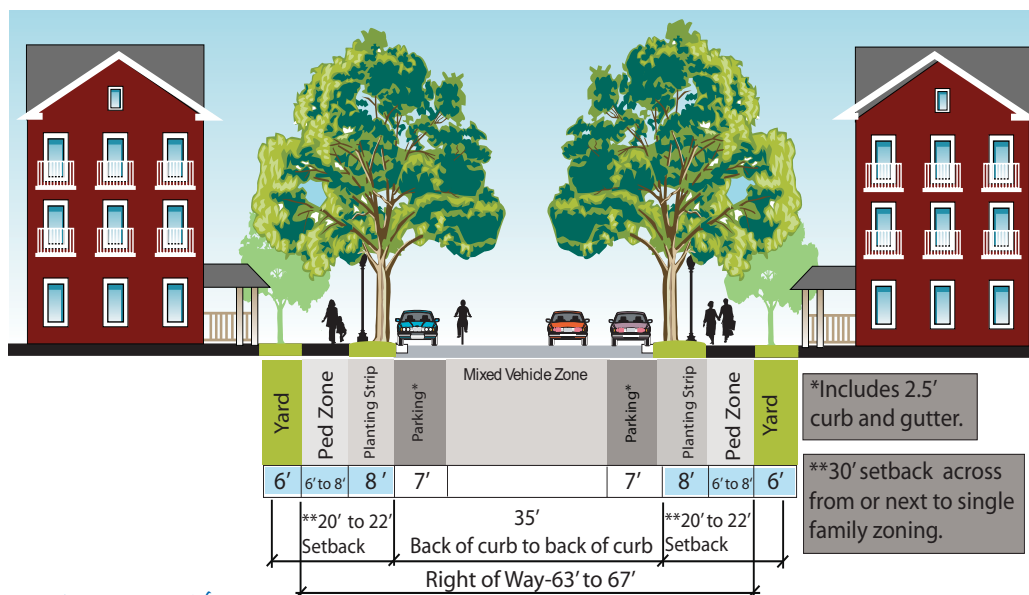 Yard
Ped Zone
Planting Strip
Parking*
Mixed Vehicle Zone
Parking*
Planting Strip
Ped Zone
Yard
6’
6’ to 8’
8 ’
7’
7’
8’
6’ to 8’
6’
**20’ to 22’
Setback
35’
Back of curb to back of curb
**20’ to 22’
Setback
Right of Way-63’ to 67’
*Includes 2.5’
curb and gutter.
**30’ setback across
from or next to single
family zoning.